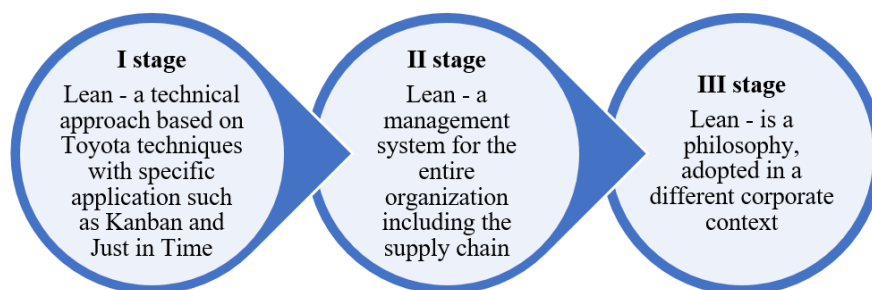 I stage
Lean - a technical
approach based on
Toyota techniques
with specific
application such
as Kanban and
Just in Time
II stage
Lean - a
management
system for the
entire
organization
including the
supply chain
III stage
Lean - is a
philosophy,
adopted in a
different corporate
context